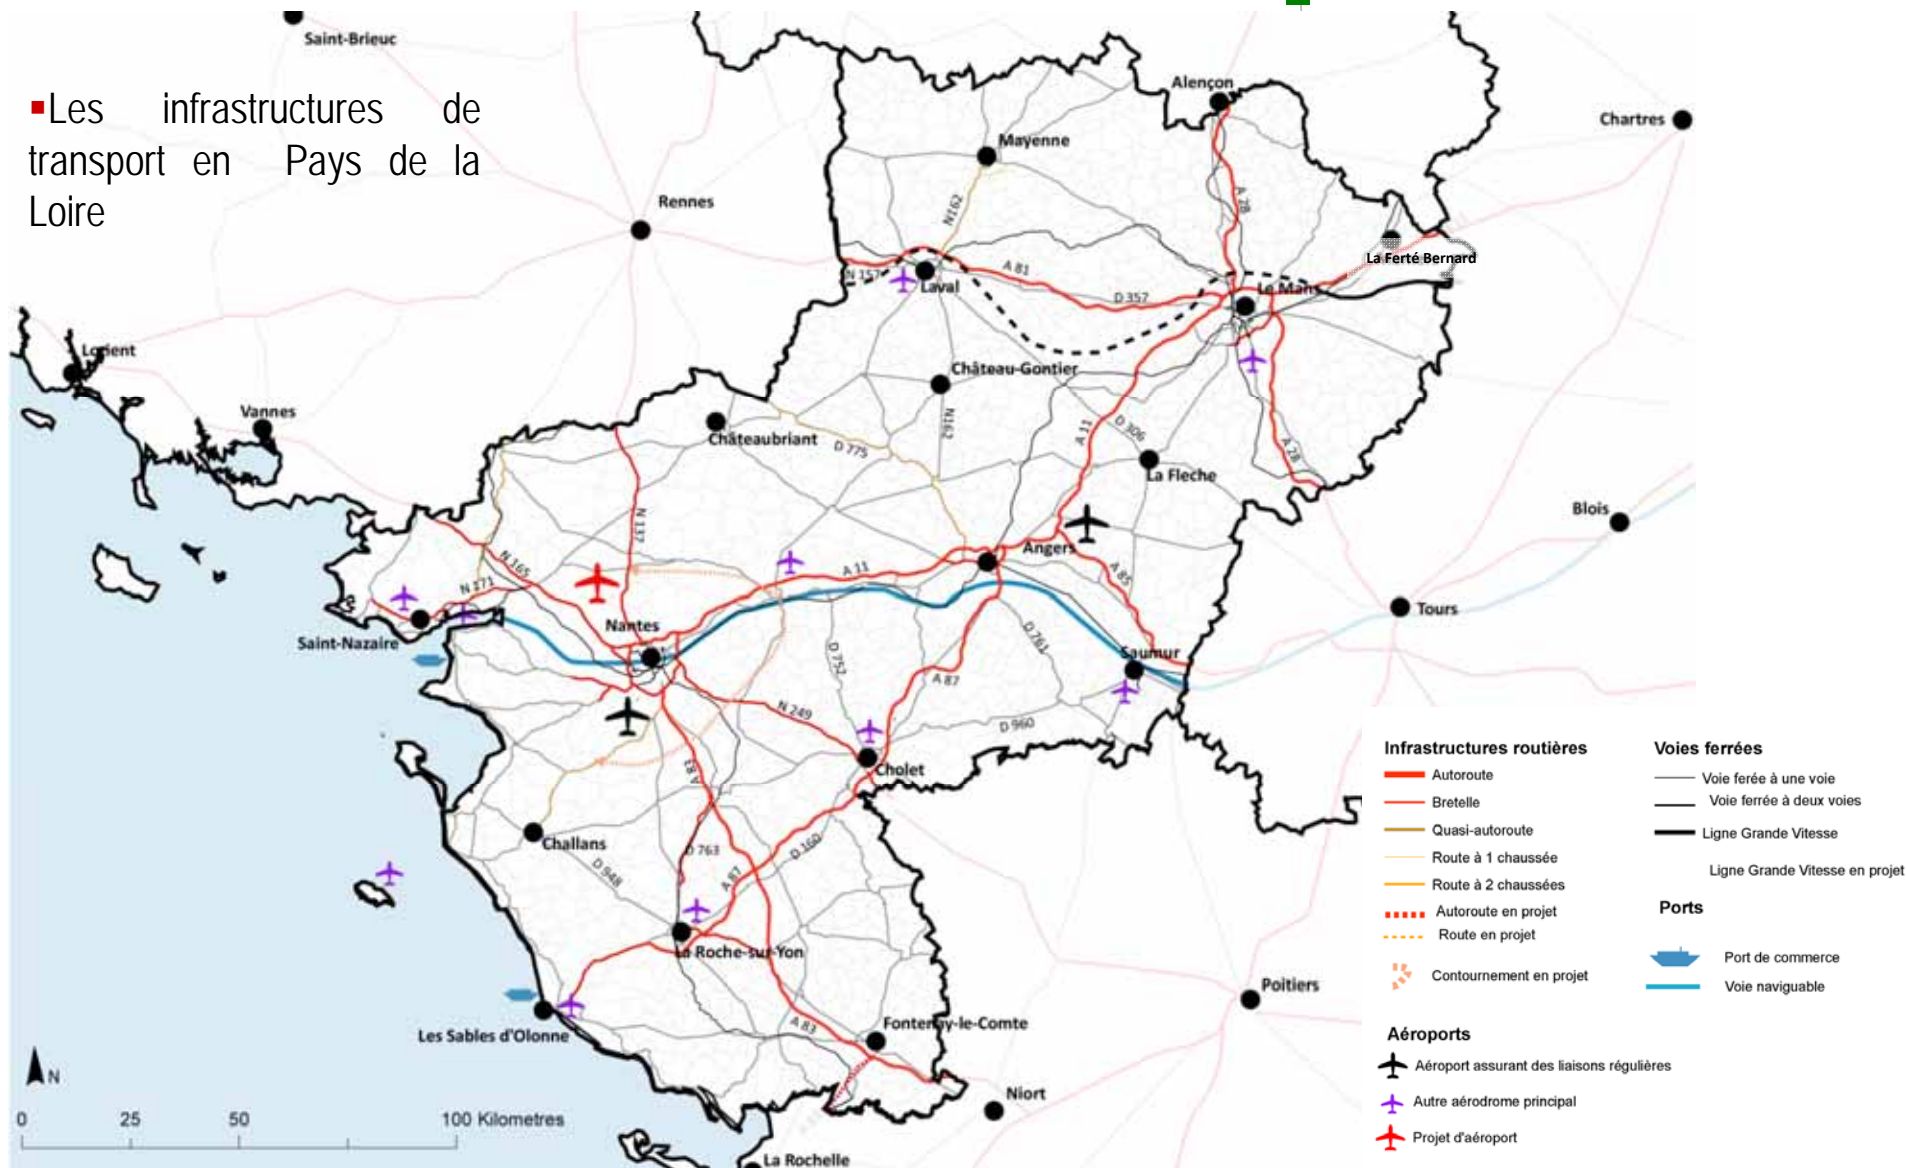 Les infrastructures de
transport en Pays de la
Loire
Saint-Brieuc
Alençon
Chartres
Mayenne
Rennes
N162
A 28
La Ferté Bernard
N 157
A 81
Laval
D 357
Le Mans
Lorient
Château-Gontier
Vannes
Châteaubriant
N162
D 775
A 11
D 306
A 28
La Fleche
Blois
N 137
Angers
N 165
N 171
A 11
A 85
Tours
Nantes
Saint-Nazaire
D 752
D 761
Saumur
A 87
N 249
D 960
Cholet
A 83
Challans
D 763
D 160
D 948
A 87
La Roche-sur-Yon
Poitiers
Les Sables d'Olonne
A 83
Fontenay-le-Comte
Niort
La Rochelle
N
0 25 50 100 Kilometres
Infrastructures routières
Autoroute
Bretelle
Quasi-autoroute
Route à 1 chaussée
Route à 2 chaussées
Autoroute en projet
Route en projet
Contournement en projet
Aéroports
Aéroport assurant des liaisons régulières
Autre aérodrome principal
Projet d'aéroport
Voies ferrées
Voie ferée à une voie
Voie ferrée à deux voies
Ligne Grande Vitesse
Ligne Grande Vitesse en projet
Ports
Port de commerce
Voie naviguable